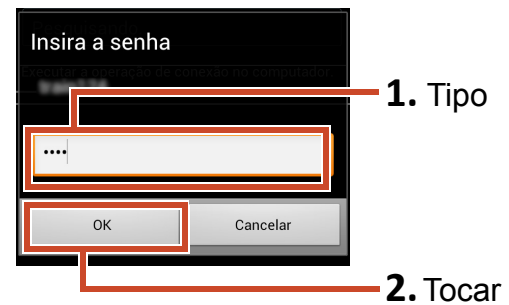 Insira a senha
Executar a operação de conexão no computador.
1. Tipo
••••
OK
Cancelar
2. Tocar